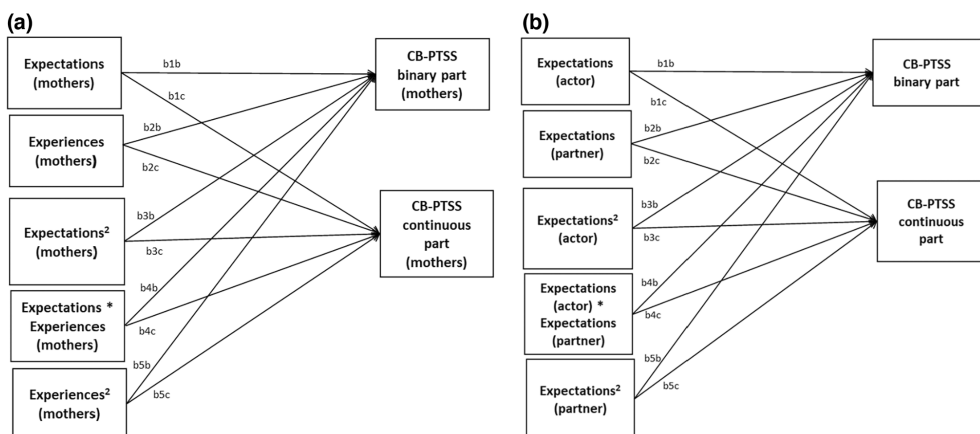 (a)
Expectations
(mothers)
Experiences
(mothers)
Expectations²
(mothers)
Expectations *
Experiences
(mothers)
Experiences²
(mothers)
b1b
b1c
b2b
b2c
b3b
b3c
b4b
b4c
b5b
b5c
CB-PTSS
binary part
(mothers)
CB-PTSS
continuous
part
(mothers)
(b)
Expectations
(actor)
Expectations
(partner)
Expectations²
(actor)
Expectations
(actor) *
Expectations
(partner)
Expectations²
(partner)
b1b
b1c
b2b
b2c
b3b
b3c
b4b
b4c
b5b
b5c
CB-PTSS
binary part
CB-PTSS
continuous
part